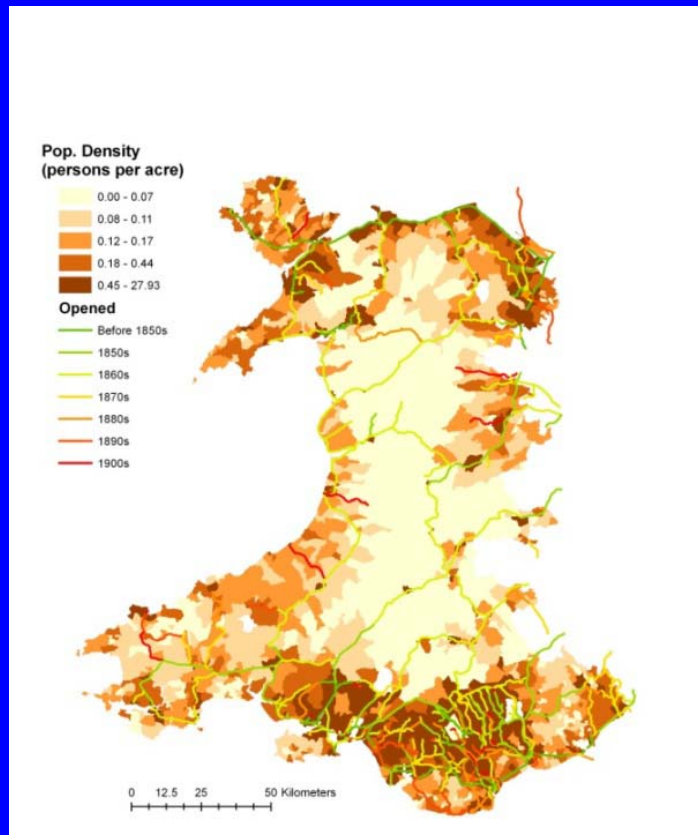 Pop. Density
(persons per acre)
0.00 - 0.07
0.08 - 0.11
0.12 - 0.17
0.18 - 0.44
0.45 - 27.93
Opened
Before 1850s
1850s
1860s
1870s
1880s
1890s
1900s
0 12.5 25 50 Kilometers